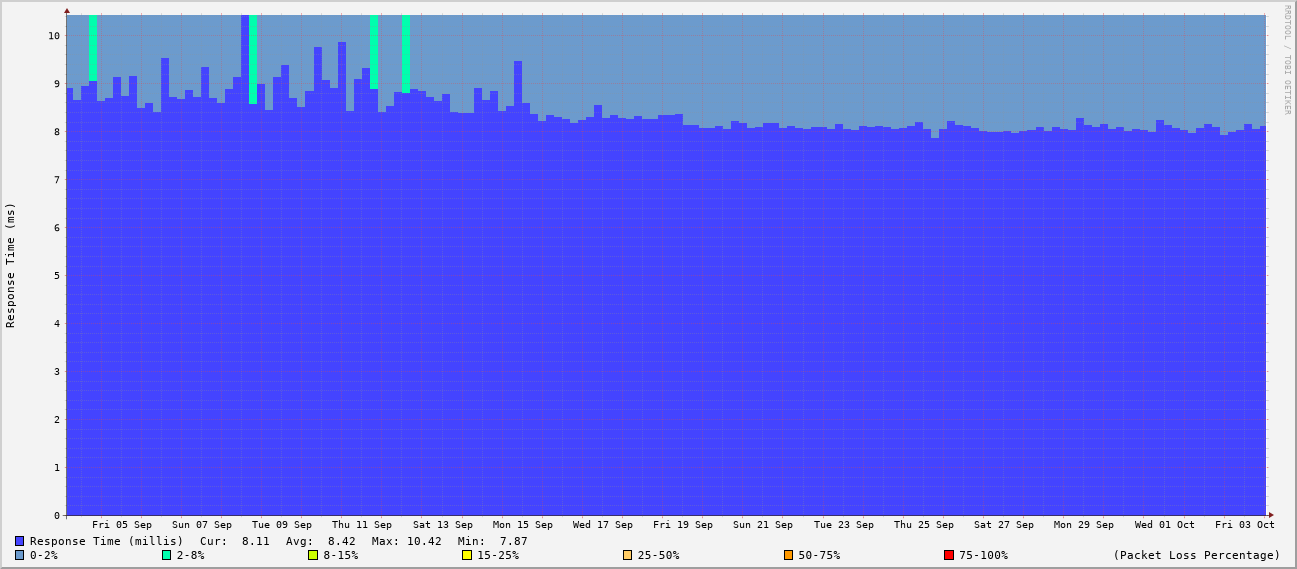 RRDTOOL / TOBI OETIKER
Response Time (ms)
10
9
8
7
6
5
4
3
2
1
0
Fri 05 Sep Sun 07 Sep Tue 09 Sep Thu 11 Sep Sat 13 Sep Mon 15 Sep Wed 17 Sep Fri 19 Sep Sun 21 Sep Tue 23 Sep Thu 25 Sep Sat 27 Sep Mon 29 Sep Wed 01 Oct Fri 03 Oct
Response Time (millis) Cur: 8.11 Avg: 8.42 Max: 10.42 Min: 7.87
0-2% 2-8% 8-15% 15-25% 25-50% 50-75% 75-100% (Packet Loss Percentage)